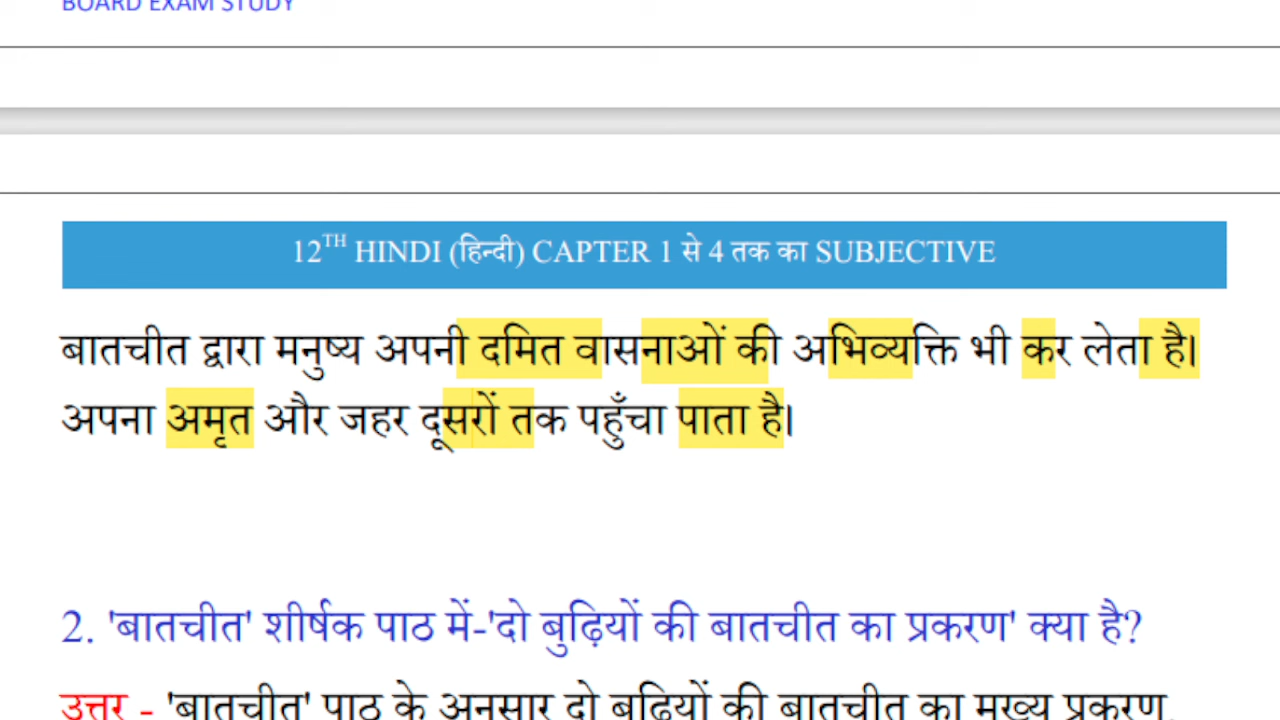 BOARD EXAM STUDY
12TH HINDI (हिन्दी) CAPTER 1 से 4 तक का SUBJECTIVE
बातचीत द्वारा मनुष्य अपनी दमित वासनाओं की अभिव्यक्ति भी कर लेता है।
अपना अमृत और जहर दूसरों तक पहुँचा पाता है।
2. 'बातचीत' शीर्षक पाठ में-'दो बुढ़ियों की बातचीत का प्रकरण' क्या है?
उत्तर - 'बातचीत' पाठ के अनुसार दो बुढ़ियों की बातचीत का मुख्य प्रकरण,